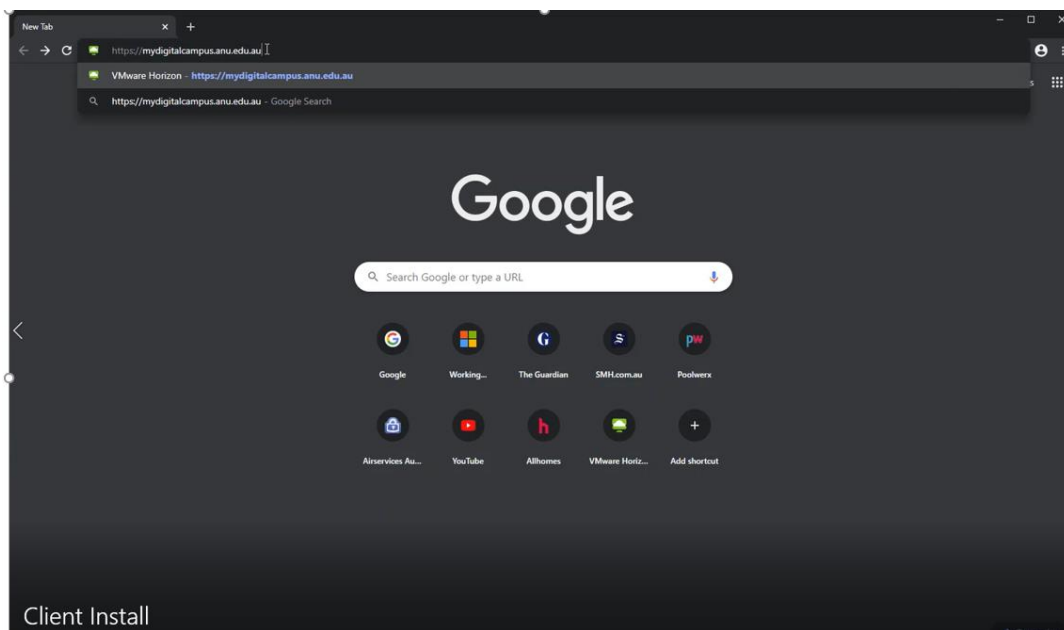 New Tab
https://mydigitalcampus.anu.edu.au
VMware Horizon - https://mydigitalcampus.anu.edu.au
https://mydigitalcampus.anu.edu.au - Google Search
Google
Search Google or type a URL
Google Working... The Guardian SMH.com.au Poolwerx
Airservices Au... YouTube Allhomes VMware Horiz... Add shortcut
Client Install